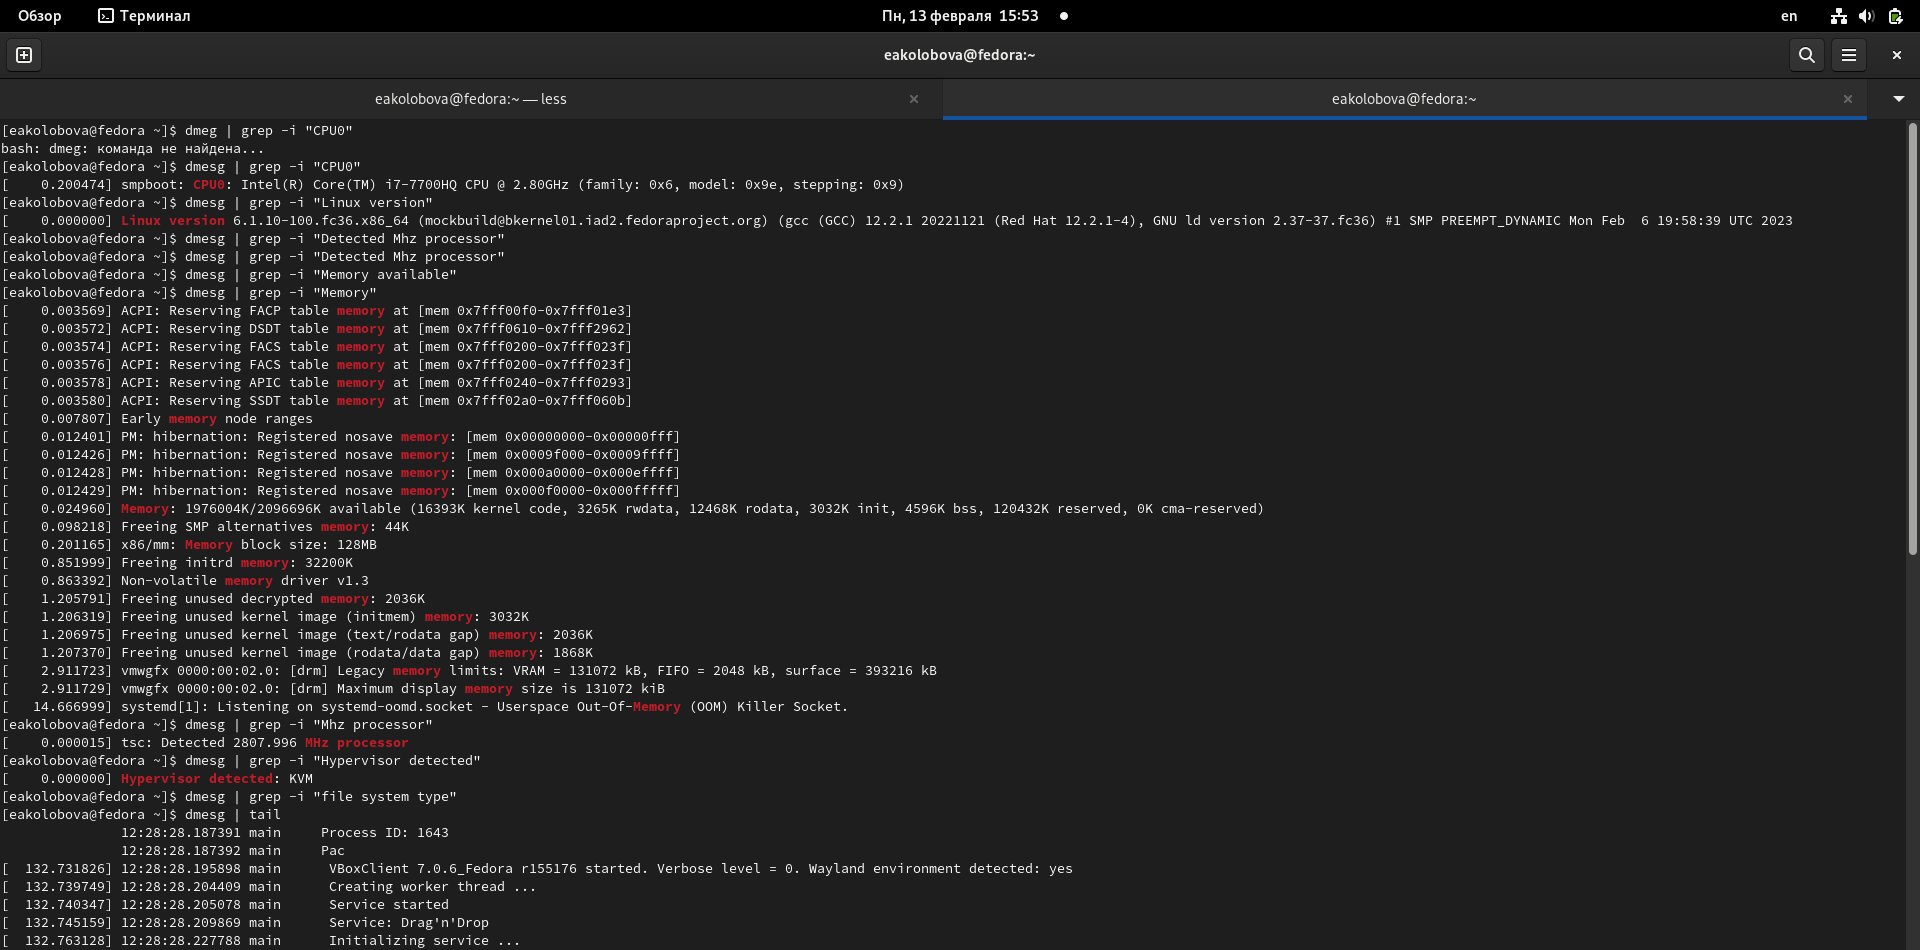 Обзор Терминал Пн, 13 февраля 15:53 en
eakolobova@fedora:~
eakolobova@fedora:~ — less eakolobova@fedora:~
[eakolobova@fedora ~]$ dmeg | grep -i "CPU0"
bash: dmeg: команда не найдена...
[eakolobova@fedora ~]$ dmesg | grep -i "CPU0"
[    0.200474] smpboot: CPU0: Intel(R) Core(TM) i7-7700HQ CPU @ 2.80GHz (family: 0x6, model: 0x9e, stepping: 0x9)
[eakolobova@fedora ~]$ dmesg | grep -i "Linux version"
[    0.000000] Linux version 6.1.10-100.fc36.x86_64 (mockbuild@bkernel01.iad2.fedoraproject.org) (gcc (GCC) 12.2.1 20221121 (Red Hat 12.2.1-4), GNU ld version 2.37-37.fc36) #1 SMP PREEMPT_DYNAMIC Mon Feb  6 19:58:39 UTC 2023
[eakolobova@fedora ~]$ dmesg | grep -i "Detected Mhz processor"
[eakolobova@fedora ~]$ dmesg | grep -i "Detected Mhz processor"
[eakolobova@fedora ~]$ dmesg | grep -i "Memory available"
[eakolobova@fedora ~]$ dmesg | grep -i "Memory"
[    0.003569] ACPI: Reserving FACP table memory at [mem 0x7fff00f0-0x7fff01e3]
[    0.003572] ACPI: Reserving DSDT table memory at [mem 0x7fff0610-0x7fff2962]
[    0.003574] ACPI: Reserving FACS table memory at [mem 0x7fff0200-0x7fff023f]
[    0.003576] ACPI: Reserving FACS table memory at [mem 0x7fff0200-0x7fff023f]
[    0.003578] ACPI: Reserving APIC table memory at [mem 0x7fff0240-0x7fff0293]
[    0.003580] ACPI: Reserving SSDT table memory at [mem 0x7fff02a0-0x7fff060b]
[    0.007807] Early memory node ranges
[    0.012401] PM: hibernation: Registered nosave memory: [mem 0x00000000-0x00000fff]
[    0.012426] PM: hibernation: Registered nosave memory: [mem 0x0009f000-0x0009ffff]
[    0.012428] PM: hibernation: Registered nosave memory: [mem 0x000a0000-0x000effff]
[    0.012429] PM: hibernation: Registered nosave memory: [mem 0x000f0000-0x000fffff]
[    0.024960] Memory: 1976004K/2096696K available (16393K kernel code, 3265K rwdata, 12468K rodata, 3032K init, 4596K bss, 120432K reserved, 0K cma-reserved)
[    0.098218] Freeing SMP alternatives memory: 44K
[    0.201165] x86/mm: Memory block size: 128MB
[    0.851999] Freeing initrd memory: 32200K
[    0.863392] Non-volatile memory driver v1.3
[    1.205791] Freeing unused decrypted memory: 2036K
[    1.206319] Freeing unused kernel image (initmem) memory: 3032K
[    1.206975] Freeing unused kernel image (text/rodata gap) memory: 2036K
[    1.207370] Freeing unused kernel image (rodata/data gap) memory: 1868K
[    2.911723] vmwgfx 0000:00:02.0: [drm] Legacy memory limits: VRAM = 131072 kB, FIFO = 2048 kB, surface = 393216 kB
[    2.911729] vmwgfx 0000:00:02.0: [drm] Maximum display memory size is 131072 kiB
[   14.666999] systemd[1]: Listening on systemd-oomd.socket - Userspace Out-Of-Memory (OOM) Killer Socket.
[eakolobova@fedora ~]$ dmesg | grep -i "Mhz processor"
[    0.000015] tsc: Detected 2807.996 MHz processor
[eakolobova@fedora ~]$ dmesg | grep -i "Hypervisor detected"
[    0.000000] Hypervisor detected: KVM
[eakolobova@fedora ~]$ dmesg | grep -i "file system type"
[eakolobova@fedora ~]$ dmesg | tail
12:28:28.187391 main     Process ID: 1643
12:28:28.187392 main     Pac
[  132.731826] 12:28:28.195898 main      VBoxClient 7.0.6_Fedora r155176 started. Verbose level = 0. Wayland environment detected: yes
[  132.739749] 12:28:28.204409 main      Creating worker thread ...
[  132.740347] 12:28:28.205078 main      Service started
[  132.745159] 12:28:28.209869 main      Service: Drag'n'Drop
[  132.763128] 12:28:28.227788 main      Initializing service ...